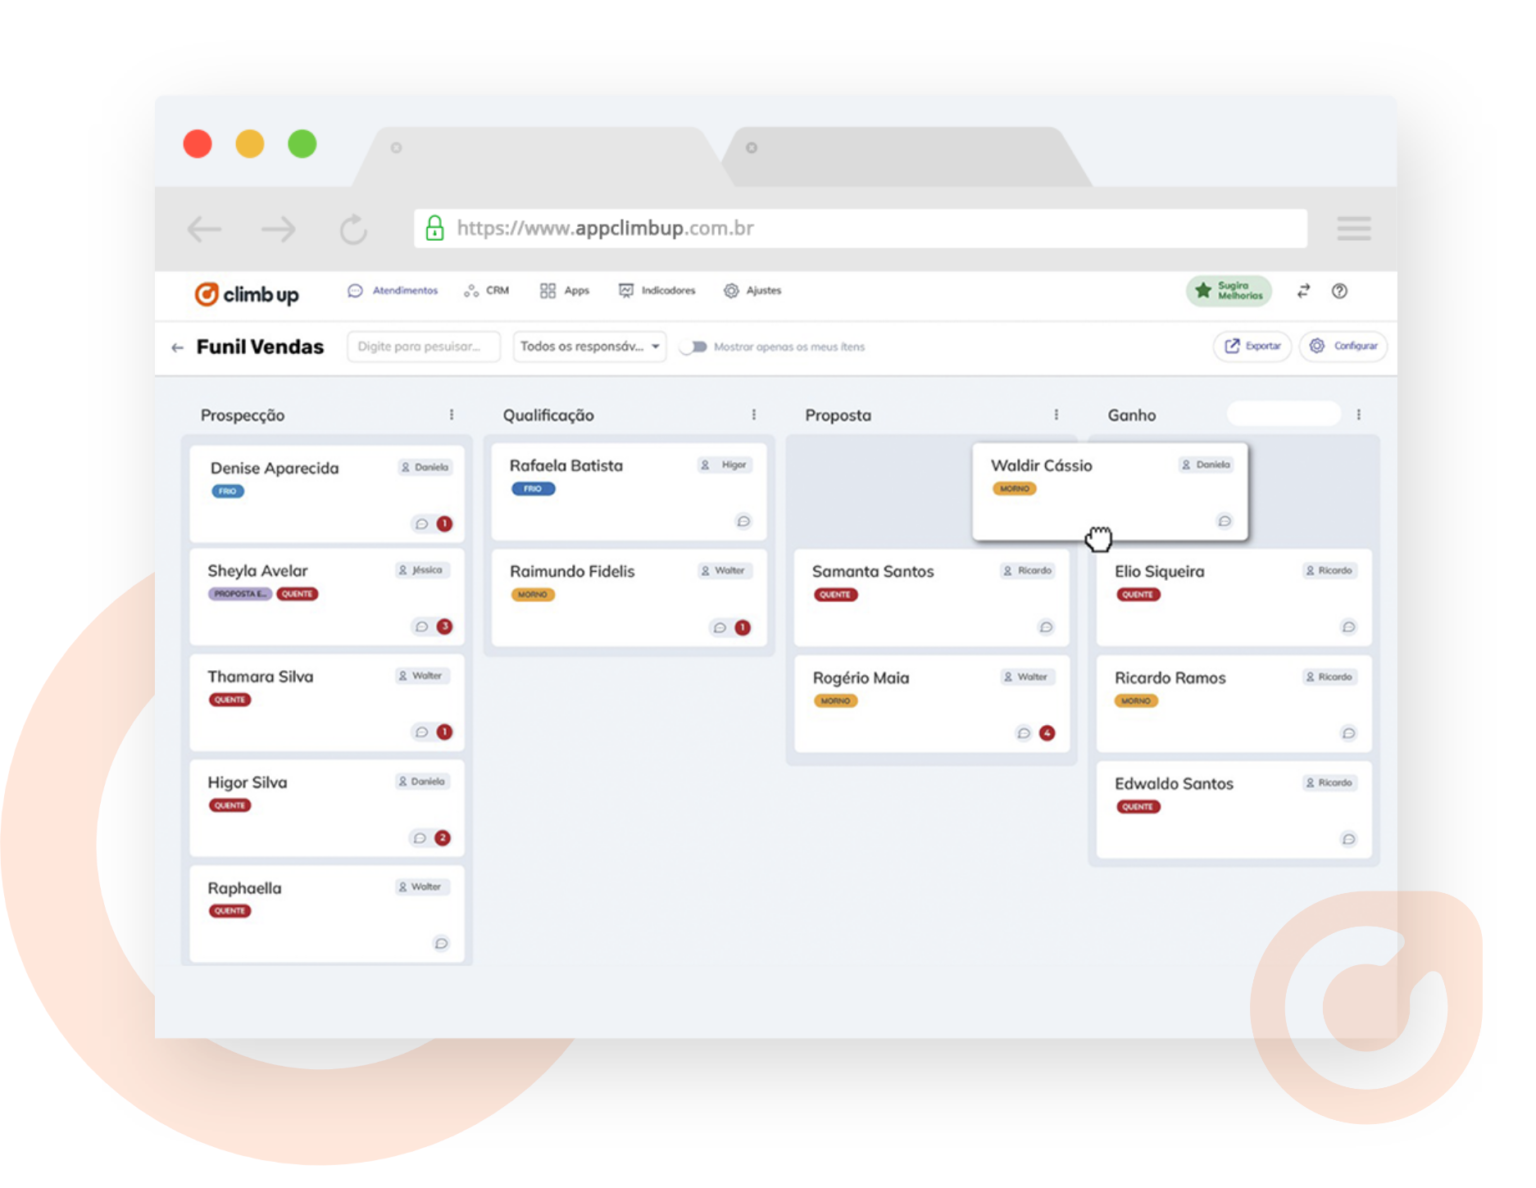 https://www.appclimbup.com.br
climb up
Atendimentos
CRM
Apps
Indicadores
Ajustes
Sugira
Melhorias
Funil Vendas
Digite para pesuisar...
Todos os responsáv...
Mostrar apenas os meus itens
Exportar
Configurar
Prospecção
Denise Aparecida
Daniela
FRIO
1
Sheyla Avelar
Jéssica
PROPOSTA E...
QUENTE
3
Thamara Silva
Walter
QUENTE
1
Higor Silva
Daniela
QUENTE
2
Raphaella
Walter
QUENTE
Qualificação
Rafaela Batista
Higor
FRIO
Raimundo Fidelis
Walter
MORNO
1
Proposta
Waldir Cássio
Daniela
MORNO
Samanta Santos
Ricardo
QUENTE
Rogério Maia
Walter
MORNO
4
Ganho
Elio Siqueira
Ricardo
QUENTE
Ricardo Ramos
Ricardo
MORNO
Edwaldo Santos
Ricardo
QUENTE